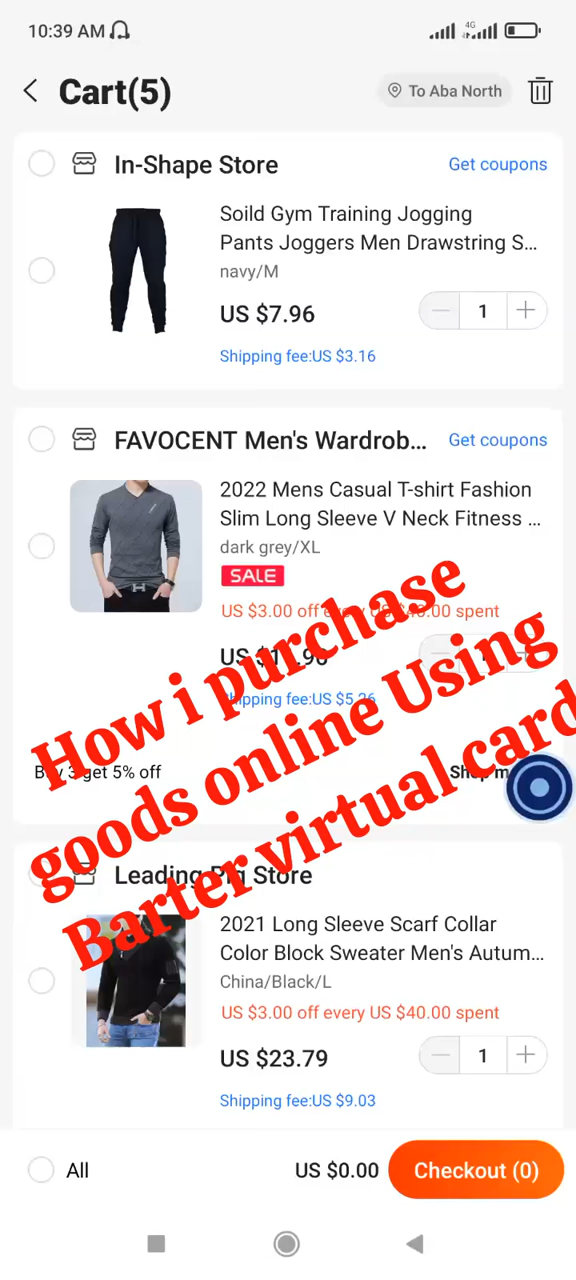 10:39 AM
4G
Cart(5)
To Aba North
In-Shape Store
Get coupons
Soild Gym Training Jogging
Pants Joggers Men Drawstring S...
navy/M
US $7.96
1
Shipping fee:US $3.16
FAVOCENT Men's Wardrob...
Get coupons
2022 Mens Casual T-shirt Fashion
Slim Long Sleeve V Neck Fitness ...
dark grey/XL
SALE
US $3.00 off every US $40.00 spent
US
Shipping fee:US
How i purchase
goods online Using
Barter virtual card
Buy 3 get 5% off
Leading Store
2021 Long Sleeve Scarf Collar
Color Block Sweater Men's Autum...
China/Black/L
US $3.00 off every US $40.00 spent
US $23.79
1
Shipping fee:US $9.03
All
US $0.00
Checkout (0)